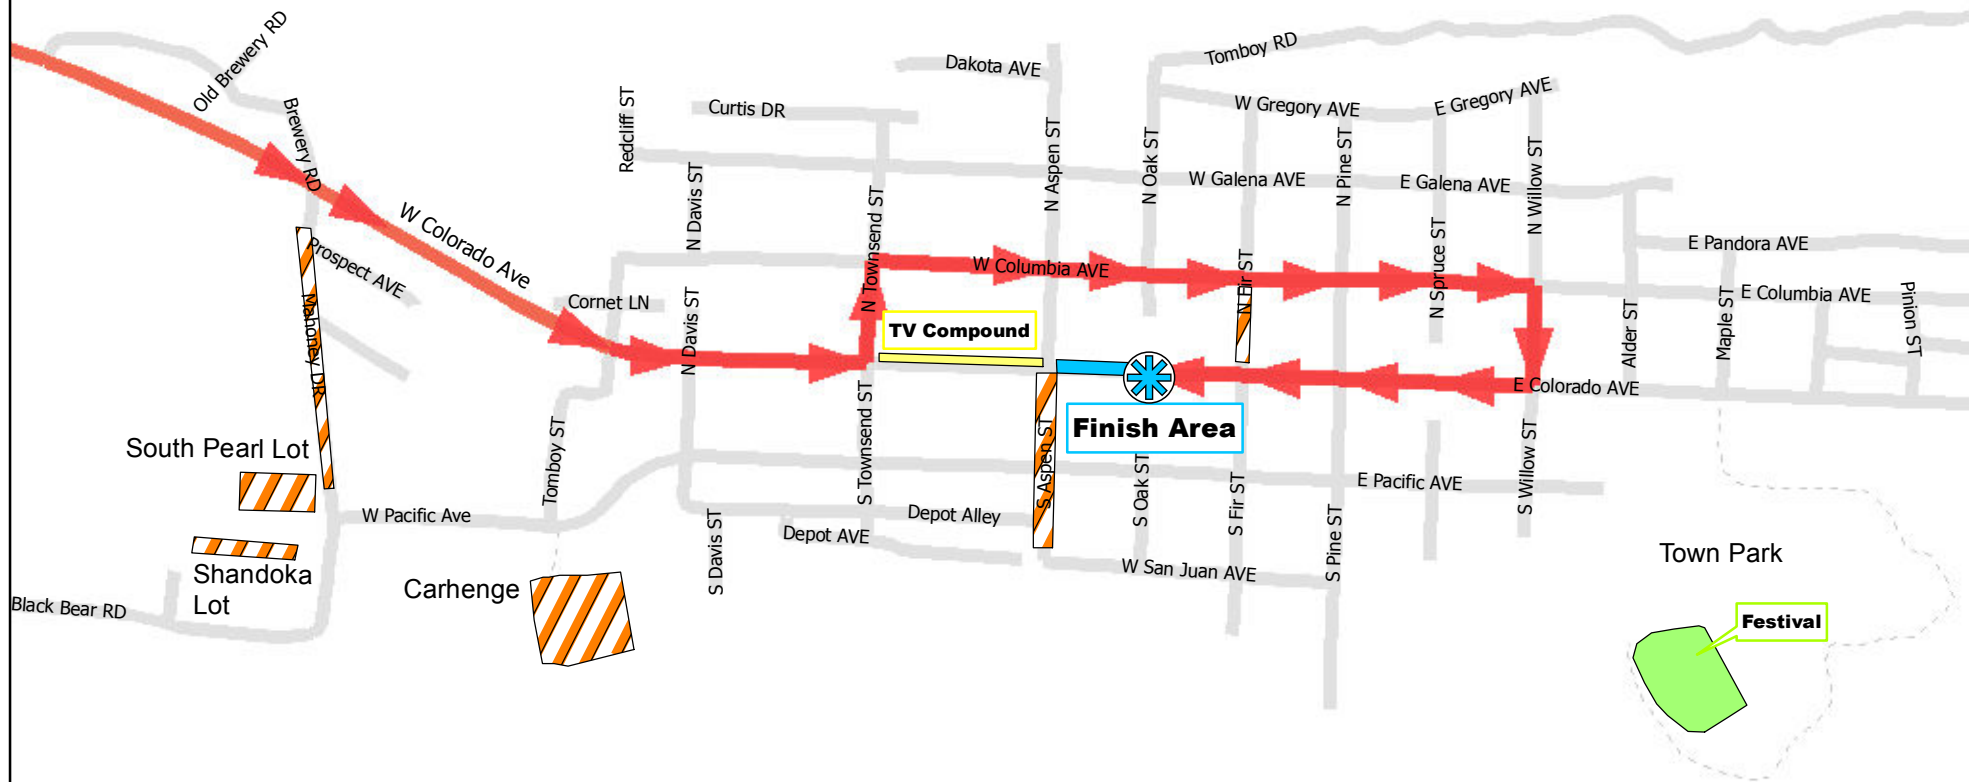 Old Brewery RD
Brewery RD
W Colorado Ave
Prospect AVE
Mahoney DR
South Pearl Lot
Shandoka
Lot
Black Bear RD
W Pacific Ave
Carhenge
Tomboy ST
Cornet LN
Redcliff ST
Curtis DR
Dakota AVE
N Davis ST
N Davis ST
S Davis ST
N Townsend ST
S Townsend ST
TV Compound
W Columbia AVE
N Aspen ST
S Aspen ST
Depot Alley
Depot AVE
Finish Area
N Oak ST
S Oak ST
Tomboy RD
W Gregory AVE
E Gregory AVE
W Galena AVE
E Galena AVE
N Fir ST
S Fir ST
N Pine ST
S Pine ST
N Spruce ST
N Willow ST
S Willow ST
E Colorado AVE
E Pacific AVE
W San Juan AVE
E Pandora AVE
E Columbia AVE
Alder ST
Maple ST
Pinion ST
Town Park
Festival